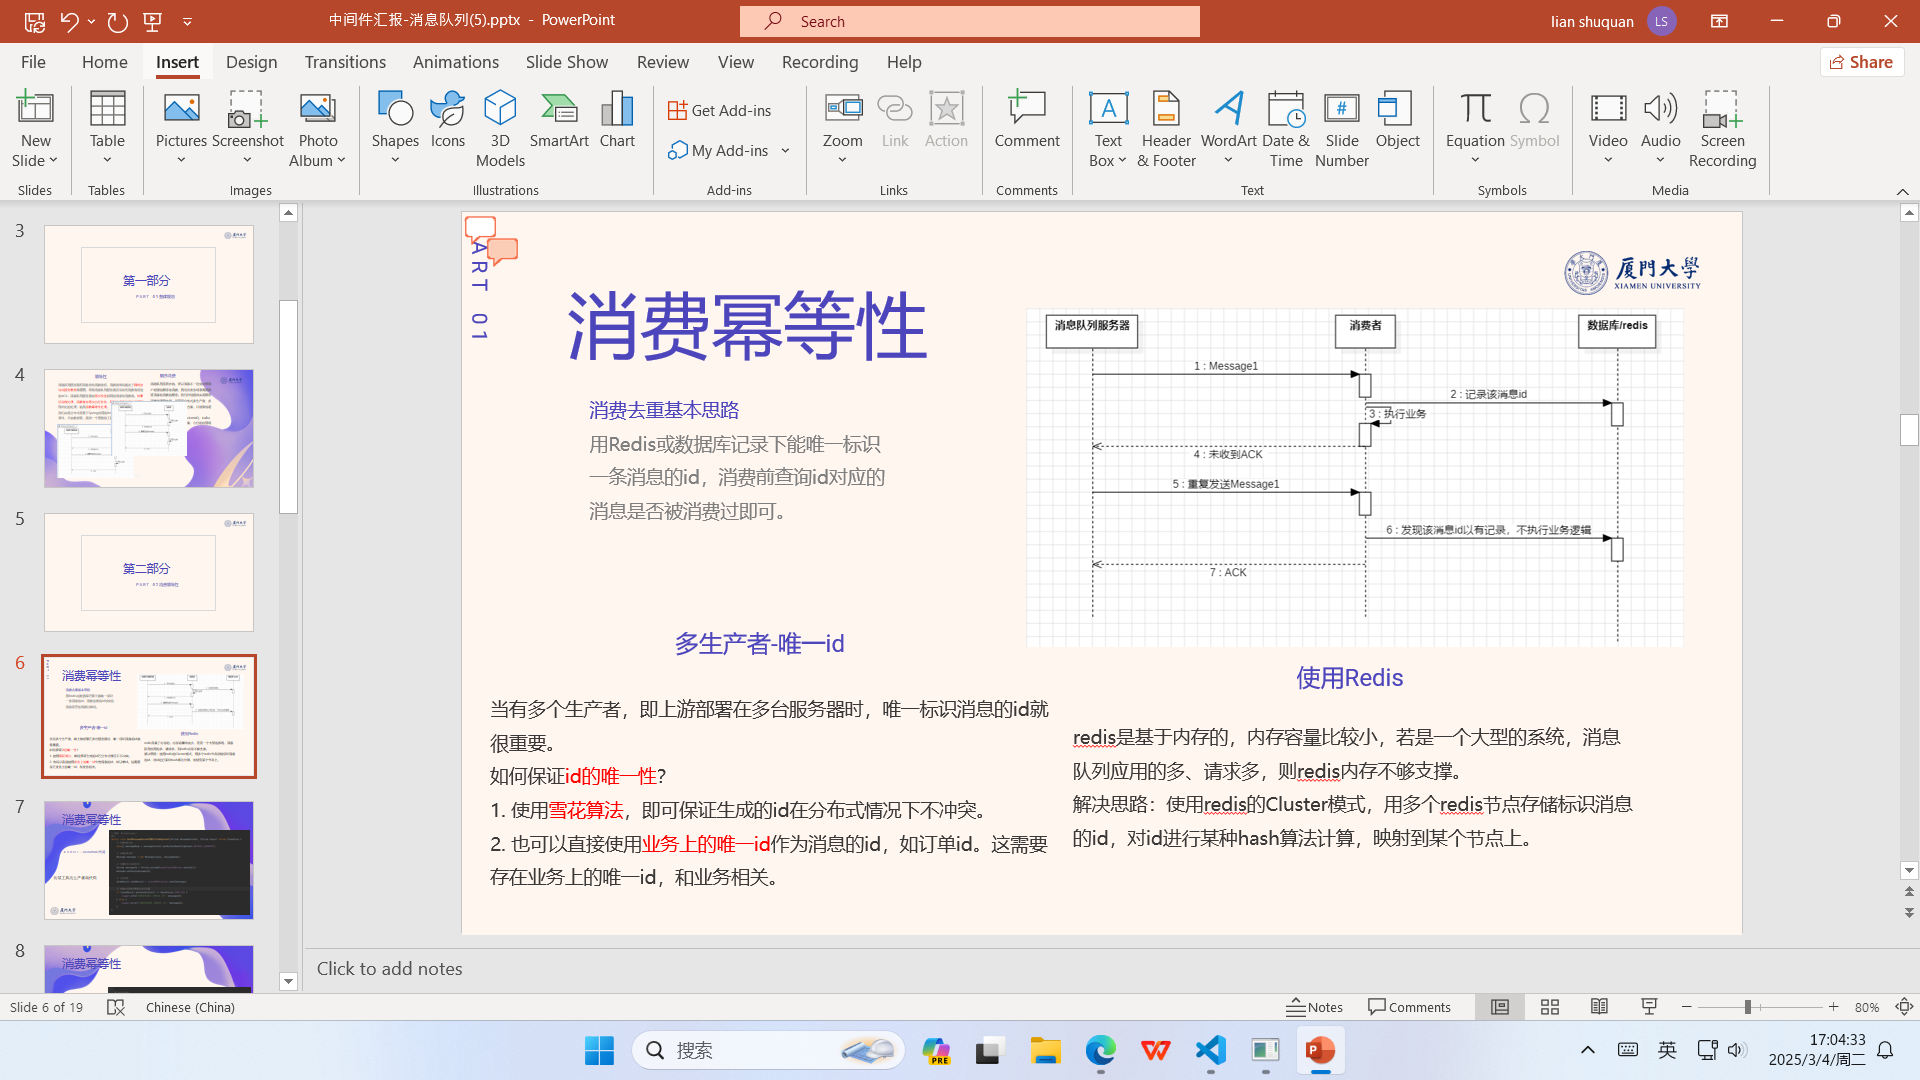 中间件汇报-消息队列(5).pptx - PowerPoint
Search
lian shuquan
LS
File Home Insert Design Transitions Animations Slide Show Review View Recording Help
Share
New Slide
Table
Pictures
Screenshot
Photo Album
Shapes
Icons
3D Models
SmartArt
Chart
Get Add-ins
My Add-ins
Zoom
Link
Action
Comment
Text Box
Header & Footer
WordArt
Date & Time
Slide Number
Object
Equation
Symbol
Video
Audio
Screen Recording
Slides
Tables
Images
Illustrations
Add-ins
Links
Comments
Text
Symbols
Media
3
第一部分
4
5
第二部分
6
消费幂等性
7
消费幂等性
8
消费幂等性
ART 01
厦門大學
XIAMEN UNIVERSITY
消费幂等性
消费去重基本思路
用Redis或数据库记录下能唯一标识
一条消息的id，消费前查询id对应的
消息是否被消费过即可。
消息队列服务器
消费者
数据库/redis
1 : Message1
2 : 记录该消息id
3 : 执行业务
4 : 未收到ACK
5 : 重复发送Message1
6 : 发现该消息id以有记录，不执行业务逻辑
7 : ACK
多生产者-唯一id
当有多个生产者，即上游部署在多台服务器时，唯一标识消息的id就
很重要。
如何保证id的唯一性?
1. 使用雪花算法，即可保证生成的id在分布式情况下不冲突。
2. 也可以直接使用业务上的唯一id作为消息的id，如订单id。这需要
存在业务上的唯一id，和业务相关。
使用Redis
redis是基于内存的，内存容量比较小，若是一个大型的系统，消息
队列应用的多、请求多，则redis内存不够支撑。
解决思路：使用redis的Cluster模式，用多个redis节点存储标识消息
的id，对id进行某种hash算法计算，映射到某个节点上。
Click to add notes
Slide 6 of 19
Chinese (China)
Notes
Comments
80%
搜索
PRE
英
17:04:33
2025/3/4/周二